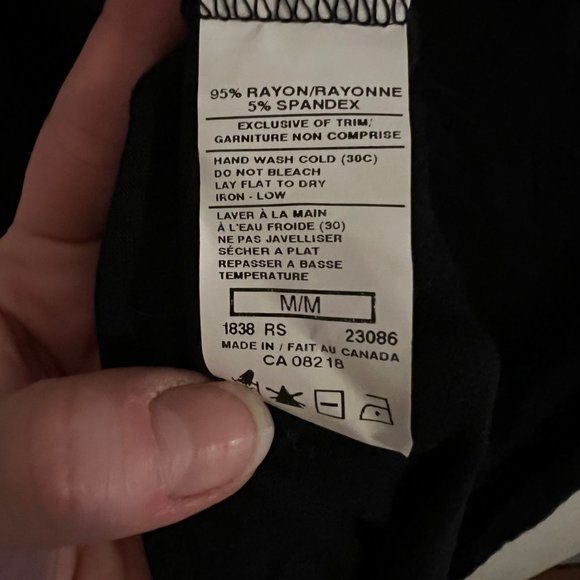 95% RAYON/RAYONNE
5% SPANDEX
EXCLUSIVE OF TRIM/
GARNITURE NON COMPRISE
HAND WASH COLD (30C)
DO NOT BLEACH
LAY FLAT TO DRY
IRON - LOW
LAVER À LA MAIN
À L'EAU FROIDE (30)
NE PAS JAVELLISER
SÉCHER A PLAT
REPASSER A BASSE
TEMPERATURE
M/M
1838 RS 23086
MADE IN / FAIT AU CANADA
CA 08218